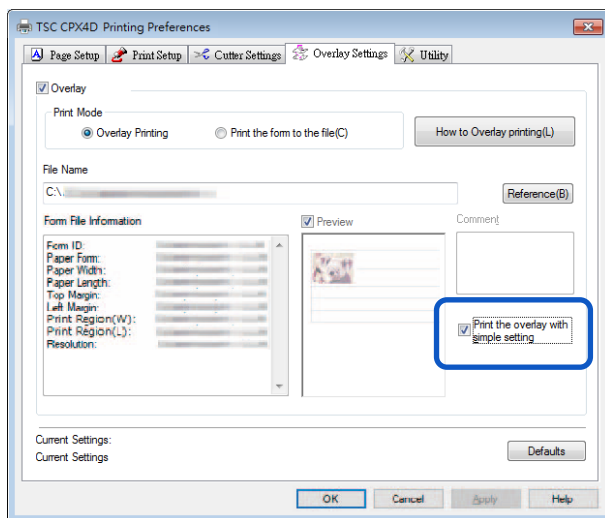 TSC CPX4D Printing Preferences
Page Setup Print Setup Cutter Settings Overlay Settings Utility
Overlay
Print Mode
Overlay Printing Print the form to the file(C) How to Overlay printing(L)
File Name
C:\.
Reference(B)
Form File Information Preview Comment
Form ID:
Paper Form:
Paper Width:
Paper Length:
Top Margin:
Left Margin:
Print Region(W):
Print Region(L):
Resolution:
Print the overlay with
simple setting
Current Settings:
Current Settings
Defaults
OK Cancel Apply Help